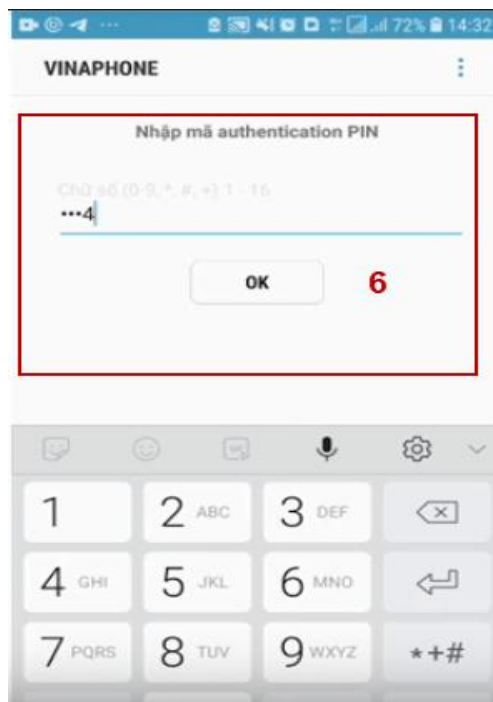 72% 14:32
VINAPHONE
Nhập mã authentication PIN
Chữ số (0-9, *, #, +) 1 - 16
•••4
OK
6
1
2 ABC
3 DEF
4 GHI
5 JKL
6 MNO
7 PQRS
8 TUV
9 WXYZ
*+#